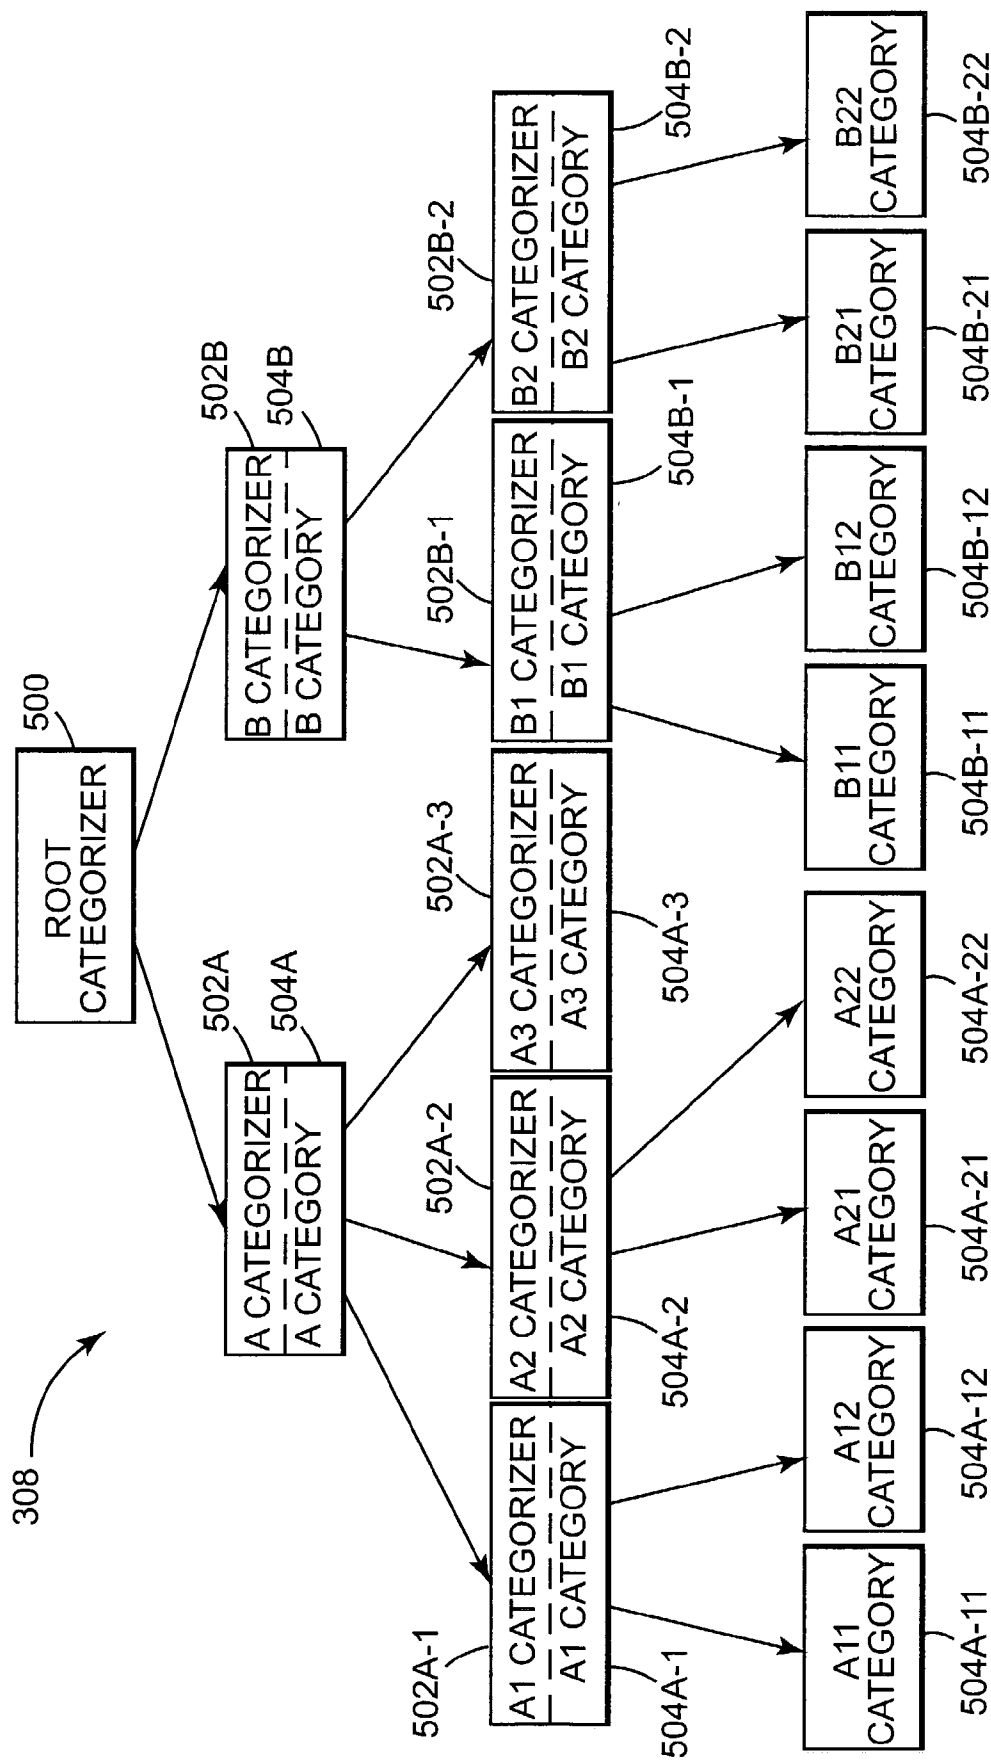 308
ROOT
CATEGORIZER
500
A CATEGORIZER
A CATEGORY
502A
504A
B CATEGORIZER
B CATEGORY
502B
504B
502A-1
A1 CATEGORIZER
A1 CATEGORY
504A-1
502A-2
A2 CATEGORIZER
A2 CATEGORY
504A-2
502A-3
A3 CATEGORIZER
A3 CATEGORY
504A-3
502B-1
B1 CATEGORIZER
B1 CATEGORY
504B-1
502B-2
B2 CATEGORIZER
B2 CATEGORY
504B-2
A11
CATEGORY
504A-11
A12
CATEGORY
504A-12
A21
CATEGORY
504A-21
A22
CATEGORY
504A-22
B11
CATEGORY
504B-11
B12
CATEGORY
504B-12
B21
CATEGORY
504B-21
B22
CATEGORY
504B-22